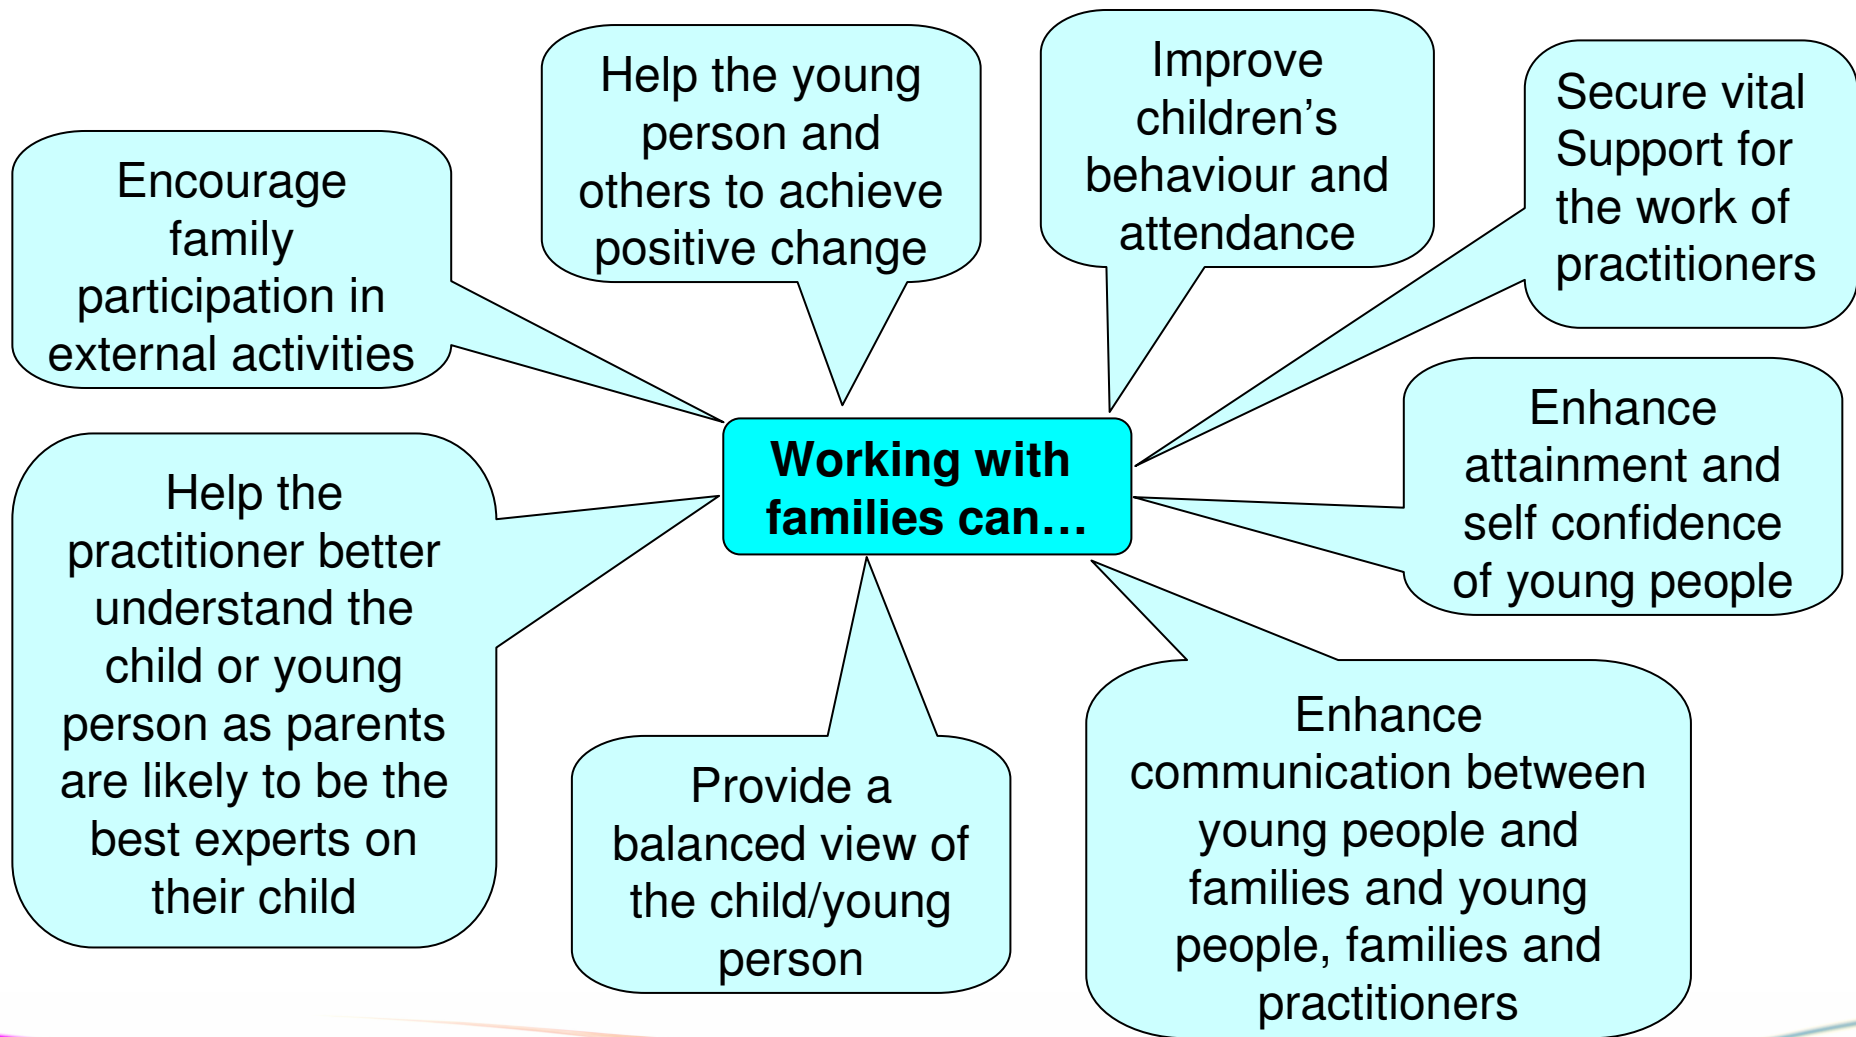 Encourage
family
participation in
external activities
Help the young
person and
others to achieve
positive change
Improve
children’s
behaviour and
attendance
Secure vital
Support for
the work of
practitioners
Working with
families can…
Enhance
attainment and
self confidence
of young people
Help the
practitioner better
understand the
child or young
person as parents
are likely to be the
best experts on
their child
Provide a
balanced view of
the child/young
person
Enhance
communication between
young people and
families and young
people, families and
practitioners